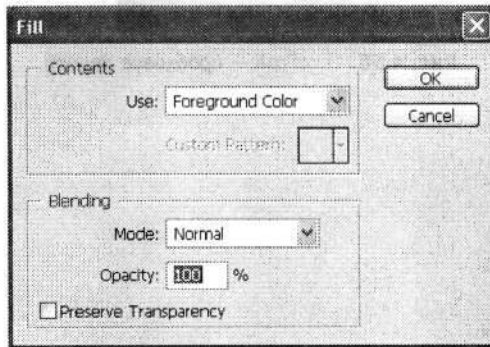 Fill
Contents
Use: Foreground Color
OK
Cancel
Custom Pattern:
Blending
Mode: Normal
Opacity: 100 %
Preserve Transparency